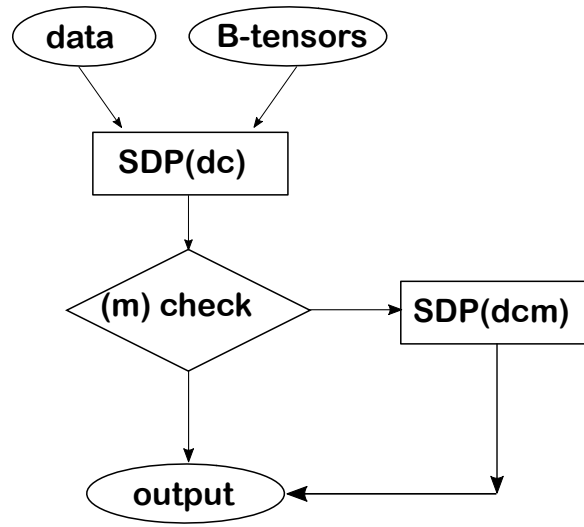 data
B-tensors
SDP(dc)
(m) check
SDP(dcm)
output